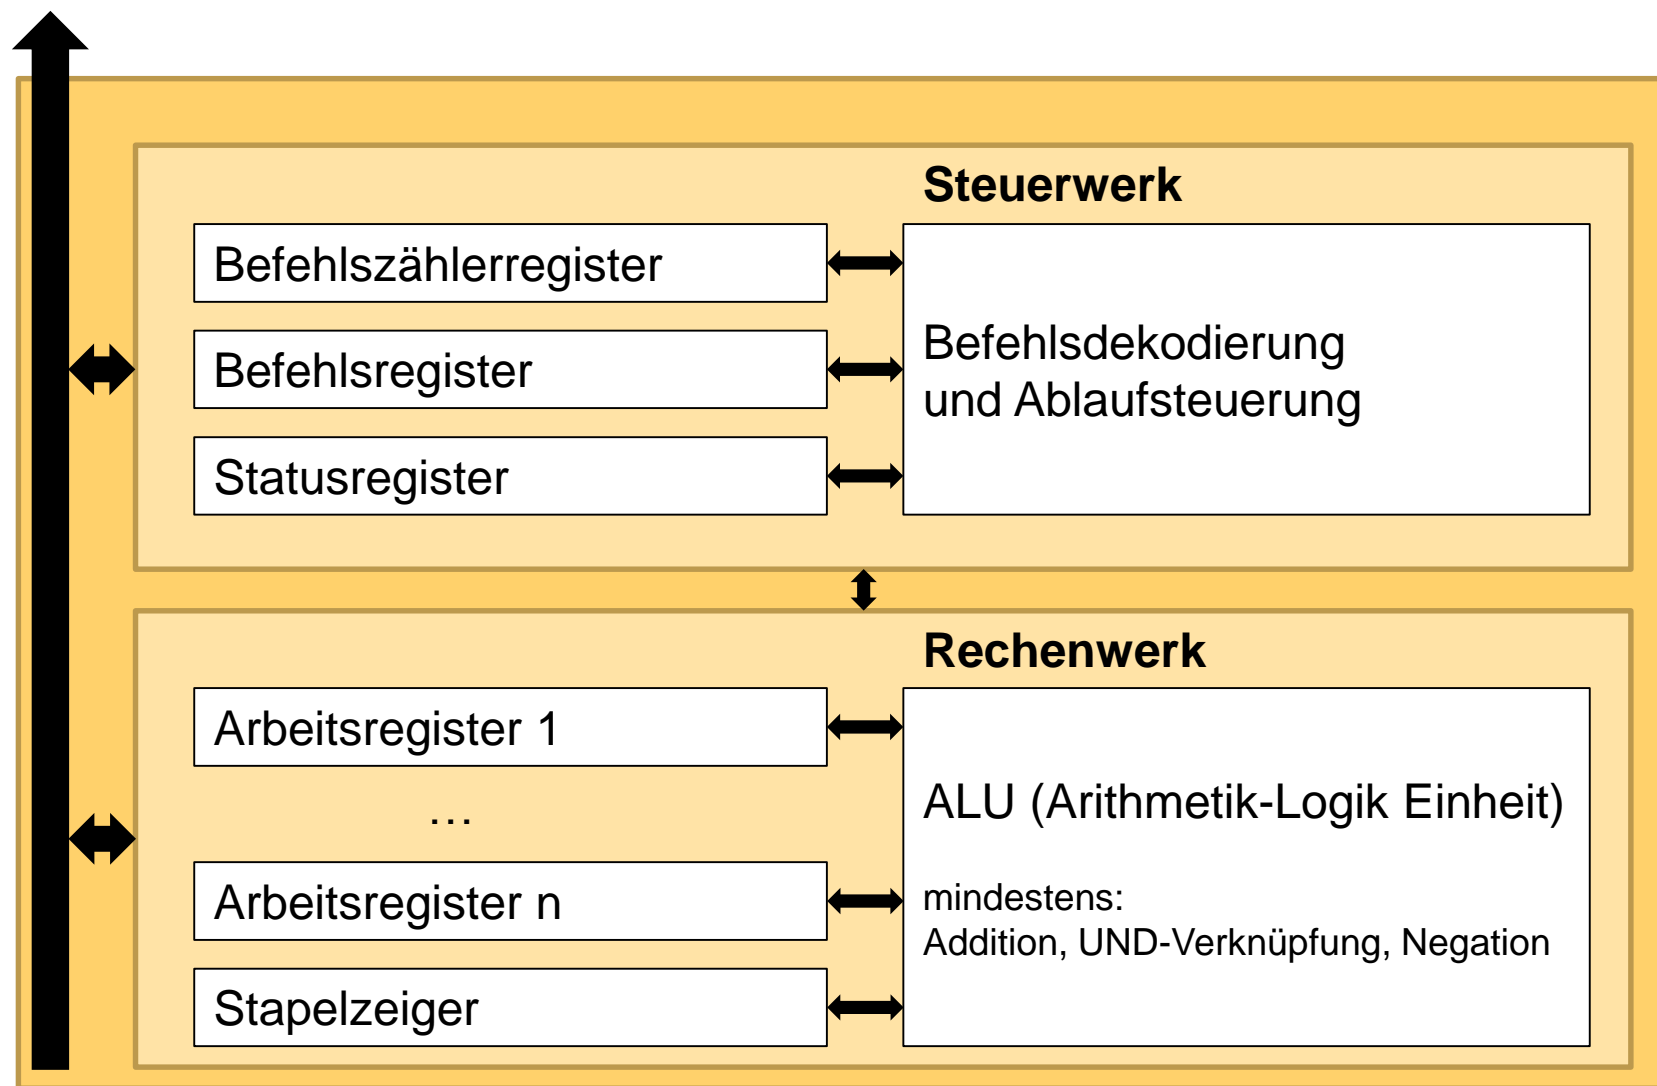 Steuerwerk
Befehlszählerregister
Befehlsregister
Statusregister
Befehlsdekodierung
und Ablaufsteuerung
Rechenwerk
Arbeitsregister 1
…
Arbeitsregister n
Stapelzeiger
ALU (Arithmetik-Logik Einheit)
mindestens:
Addition, UND-Verknüpfung, Negation